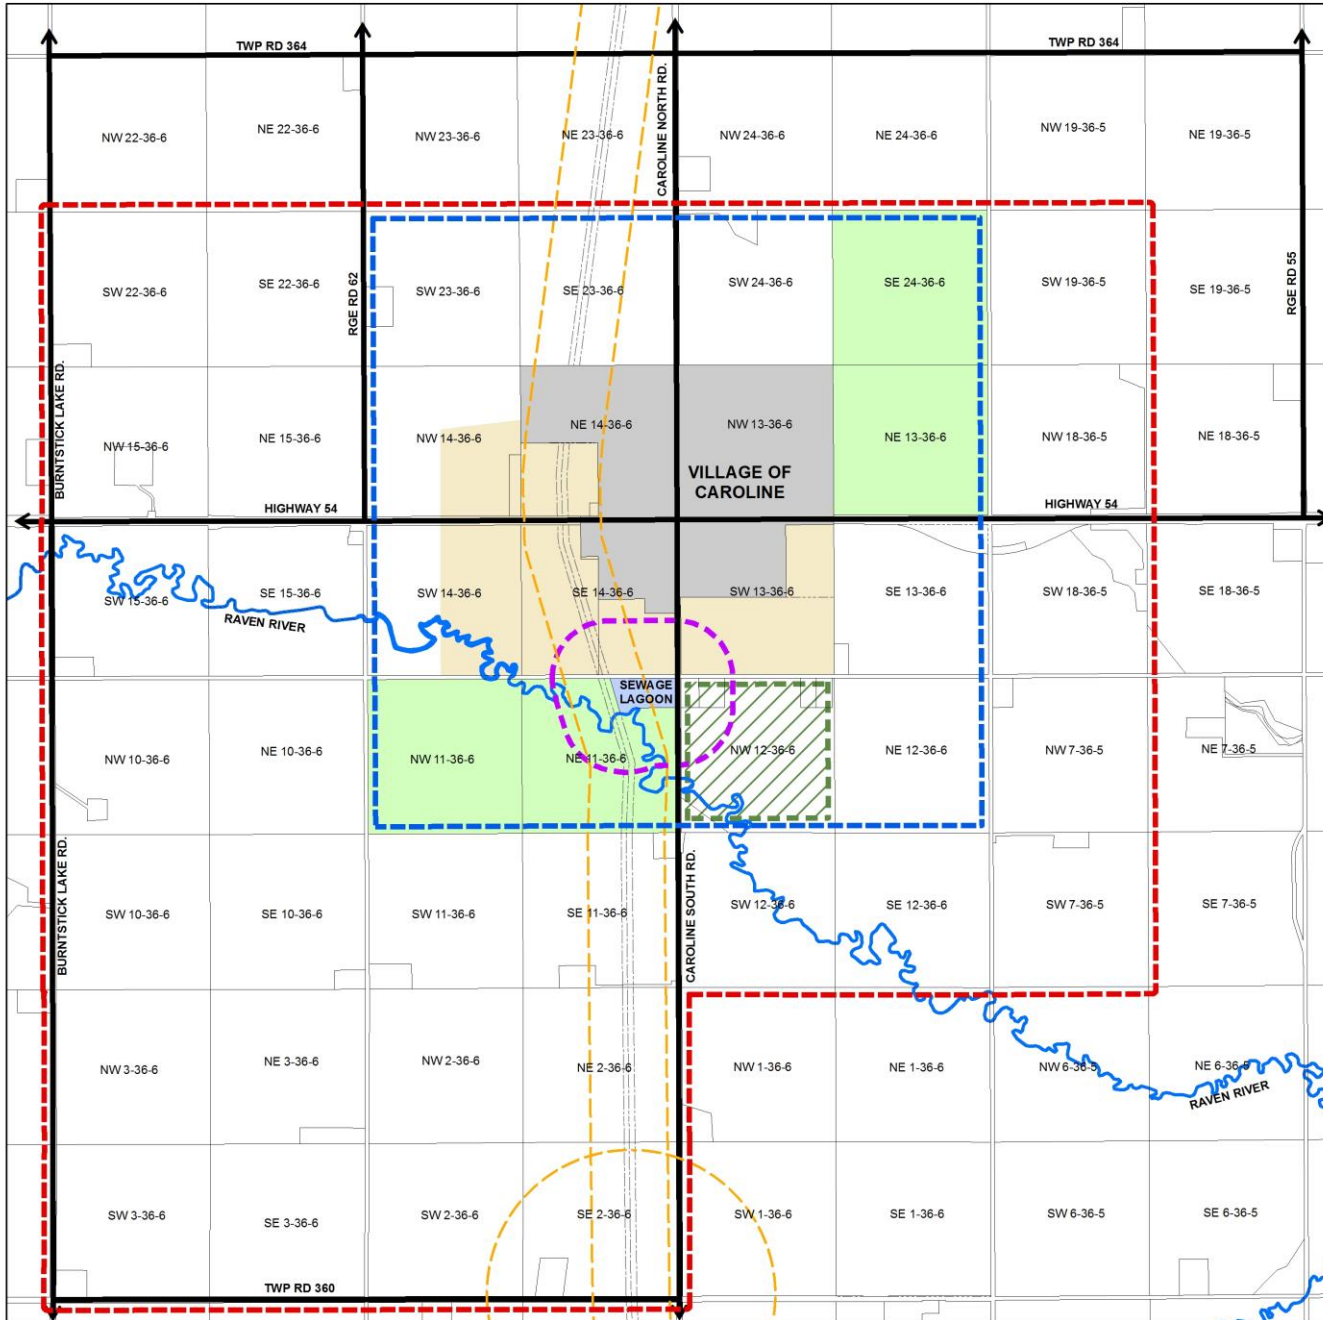 TWP RD 364
TWP RD 364
CAROLINE NORTH RD.
NW 22-36-6
NE 22-36-6
NW 23-36-6
NE 23-36-6
NW 24-36-6
NE 24-36-6
NW 19-36-5
NE 19-36-5
SW 22-36-6
SE 22-36-6
RGE RD 62
SW 23-36-6
SE 23-36-6
SW 24-36-6
SE 24-36-6
SW 19-36-5
SE 19-36-5
RGE RD 55
BURNTSTICK LAKE RD.
NW 15-36-6
NE 15-36-6
NW 14-36-6
NE 14-36-6
NW 13-36-6
NE 13-36-6
NW 18-36-5
NE 18-36-5
VILLAGE OF
CAROLINE
HIGHWAY 54
HIGHWAY 54
SW 15-36-6
SE 15-36-6
SW 14-36-6
SE 14-36-6
SW 13-36-6
SE 13-36-6
SW 18-36-5
SE 18-36-5
RAVEN RIVER
SEWAGE
LAGOON
NW 10-36-6
NE 10-36-6
NW 11-36-6
NE 11-36-6
NW 12-36-6
NE 12-36-6
NW 7-36-5
NE 7-36-5
BURNTSTICK LAKE RD.
CAROLINE SOUTH RD.
SW 10-36-6
SE 10-36-6
SW 11-36-6
SE 11-36-6
SW 12-36-6
SE 12-36-6
SW 7-36-5
SE 7-36-5
NW 3-36-6
NE 3-36-6
NW 2-36-6
NE 2-36-6
NW 1-36-6
NE 1-36-6
NW 6-36-5
NE 6-36-5
RAVEN RIVER
SW 3-36-6
SE 3-36-6
SW 2-36-6
SE 2-36-6
SW 1-36-6
SE 1-36-6
SW 6-36-5
SE 6-36-5
TWP RD 360